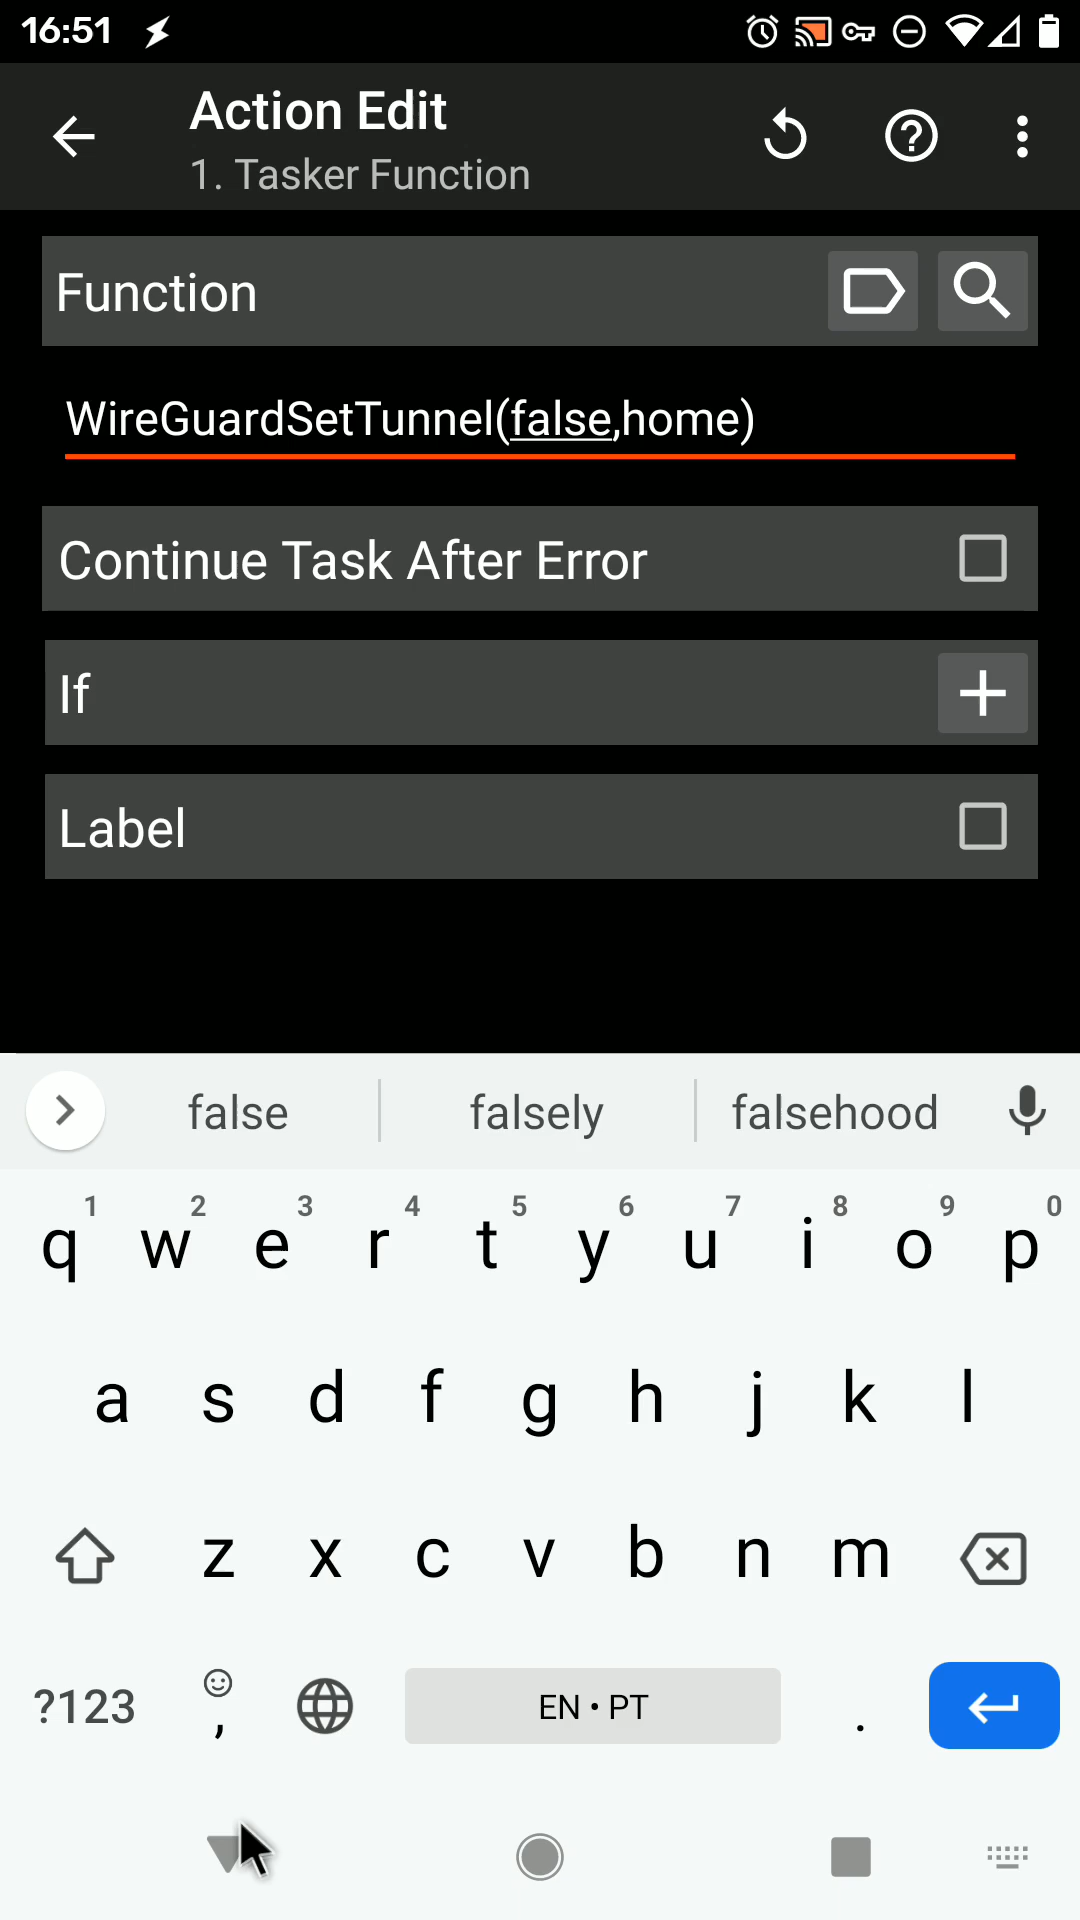 16:51
Action Edit
1. Tasker Function
Function
WireGuardSetTunnel(false,home)
Continue Task After Error
If
Label
false falsely falsehood
1 2 3 4 5 6 7 8 9 0
q w e r t y u i o p
a s d f g h j k l
z x c v b n m
?123 , EN • PT .